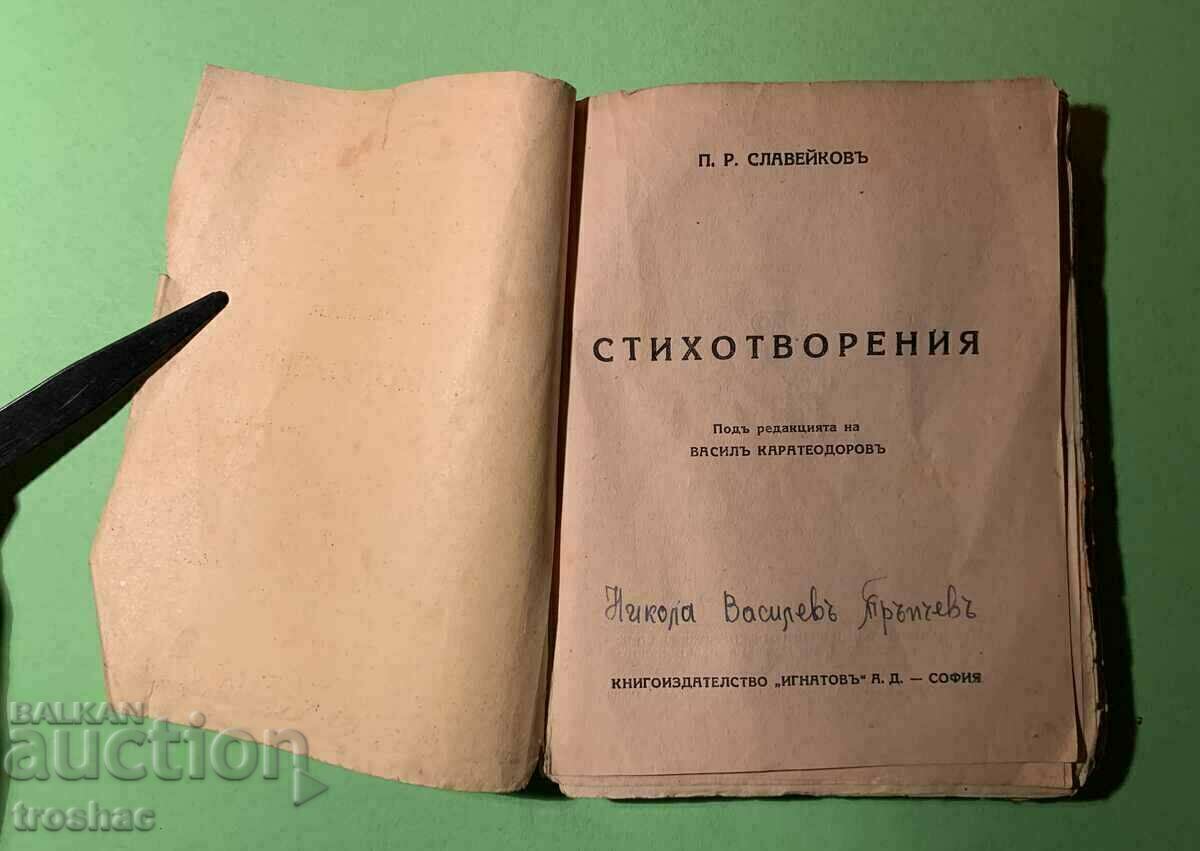 П. Р. СЛАВЕЙКОВЪ
СТИХОТВОРЕНИЯ
Подъ редакцията на
ВАСИЛЪ КАРАТЕОДОРОВЪ
Никола Василевъ Тръпчевъ
КНИГОИЗДАТЕЛСТВО „ИГНАТОВЪ“ А. Д. — СОФИЯ
BALKAN
auction
troshac